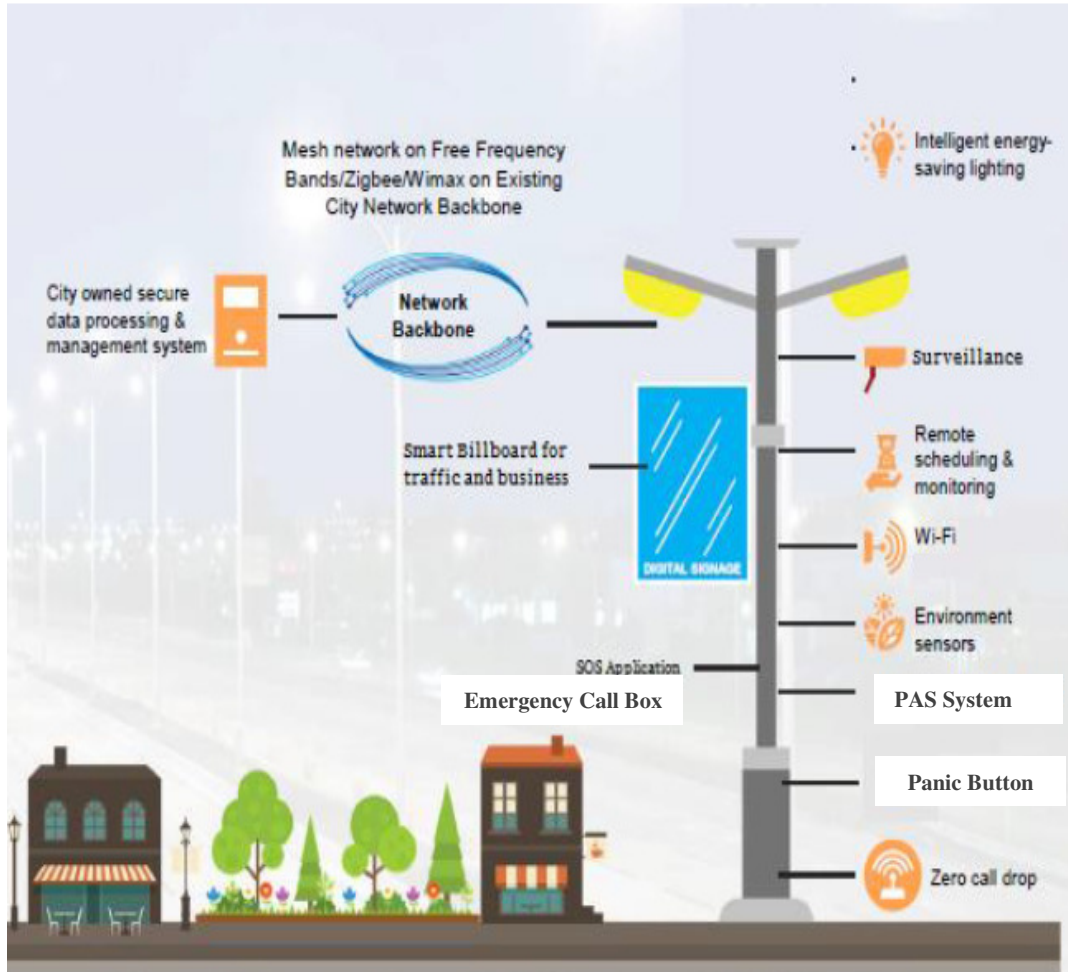 Mesh network on Free Frequency
Bands/Zigbee/Wimax on Existing
City Network Backbone
Intelligent energy-
saving lighting
City owned secure
data processing &
management system
Network
Backbone
Surveillance
Smart Billboard for
traffic and business
Remote
scheduling &
monitoring
Wi-Fi
DIGITAL SIGNAGE
Environment
sensors
SOS Application
Emergency Call Box
PAS System
Panic Button
Zero call drop